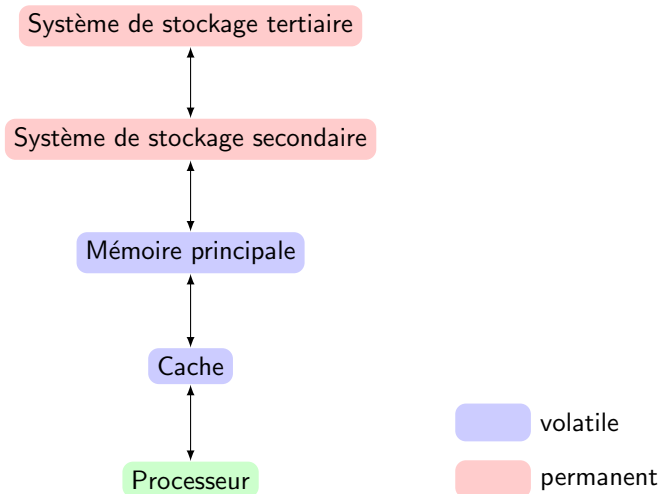 Système de stockage tertiaire
Système de stockage secondaire
Mémoire principale
Cache
Processeur
volatile
permanent